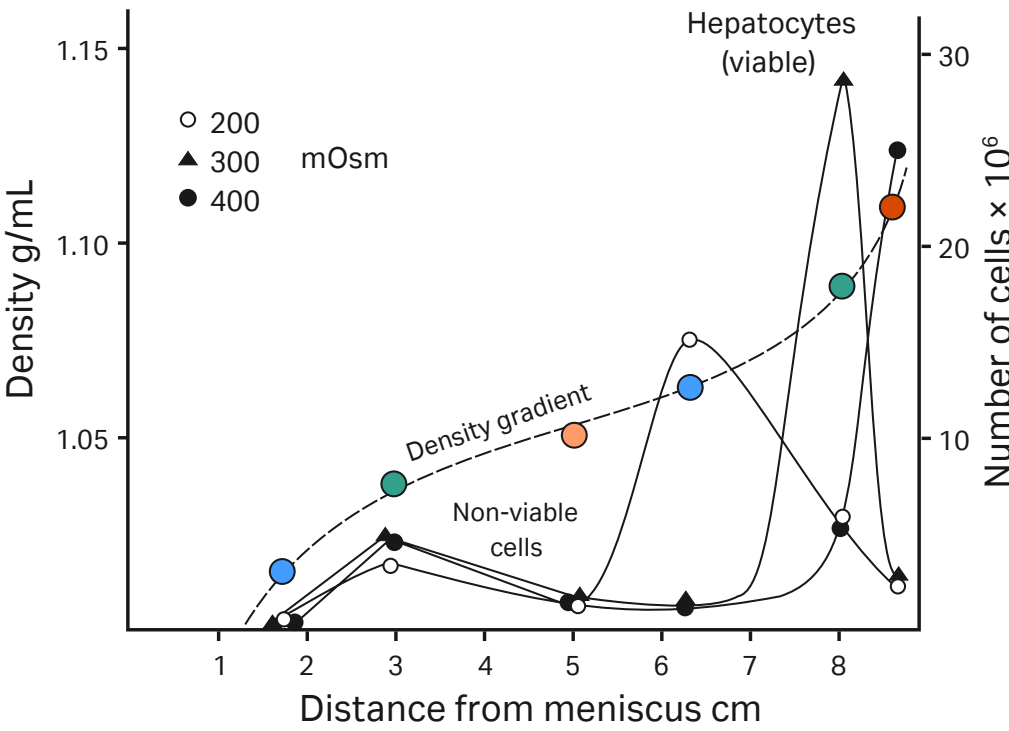 Hepatocytes
(viable)
1.15
1.10
1.05
Density g/mL
200
300
400
mOsm
30
20
10
Number of cells × 10⁶
Density gradient
Non-viable
cells
1 2 3 4 5 6 7 8
Distance from meniscus cm